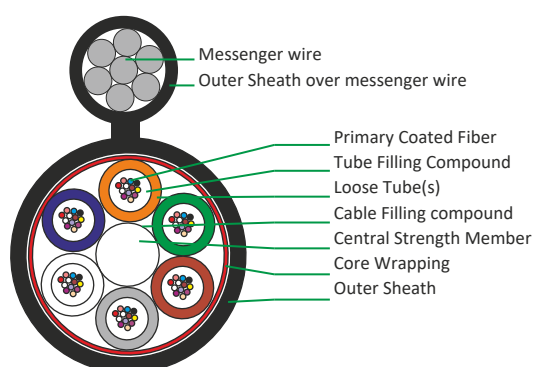 Messenger wire
Outer Sheath over messenger wire
Primary Coated Fiber
Tube Filling Compound
Loose Tube(s)
Cable Filling compound
Central Strength Member
Core Wrapping
Outer Sheath